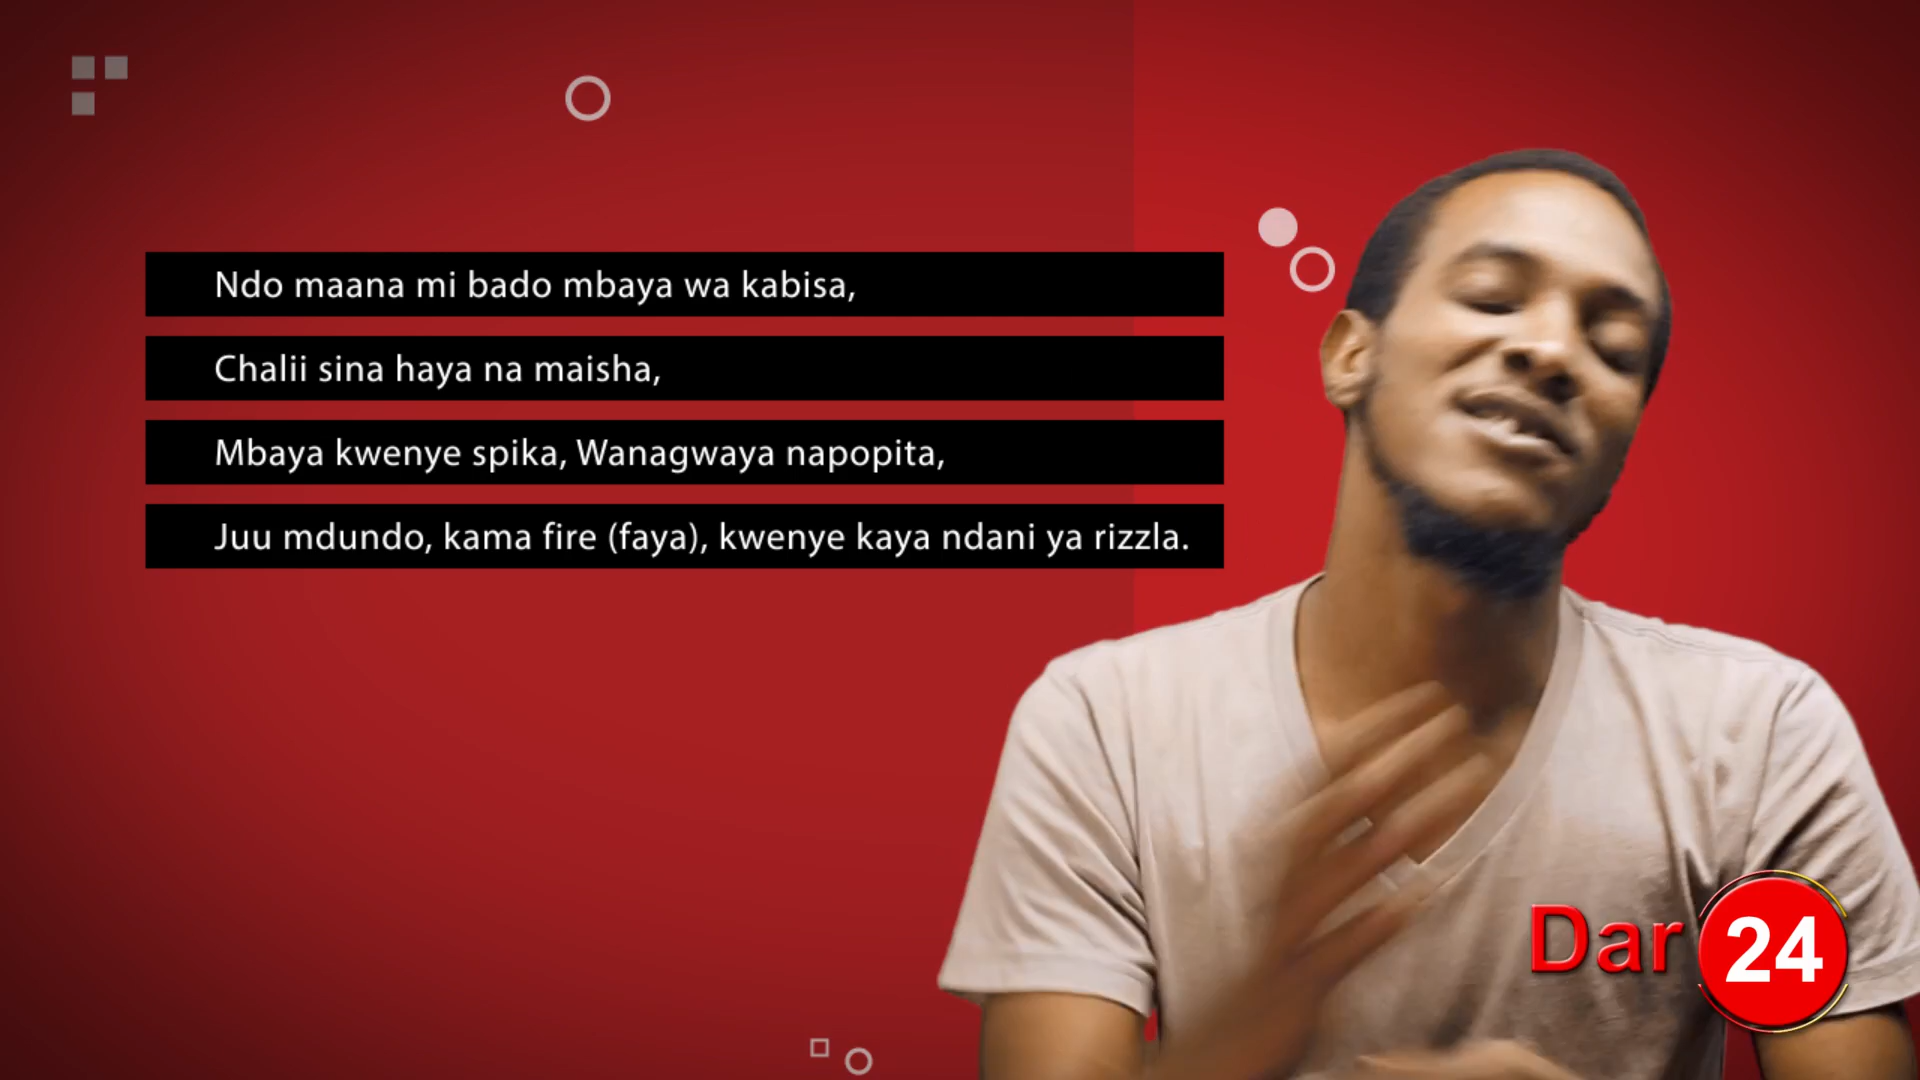 Ndo maana mi bado mbaya wa kabisa,
Chalii sina haya na maisha,
Mbaya kwenye spika, Wanagwaya napopita,
Juu mdundo, kama fire (faya), kwenye kaya ndani ya rizzla.
Dar 24